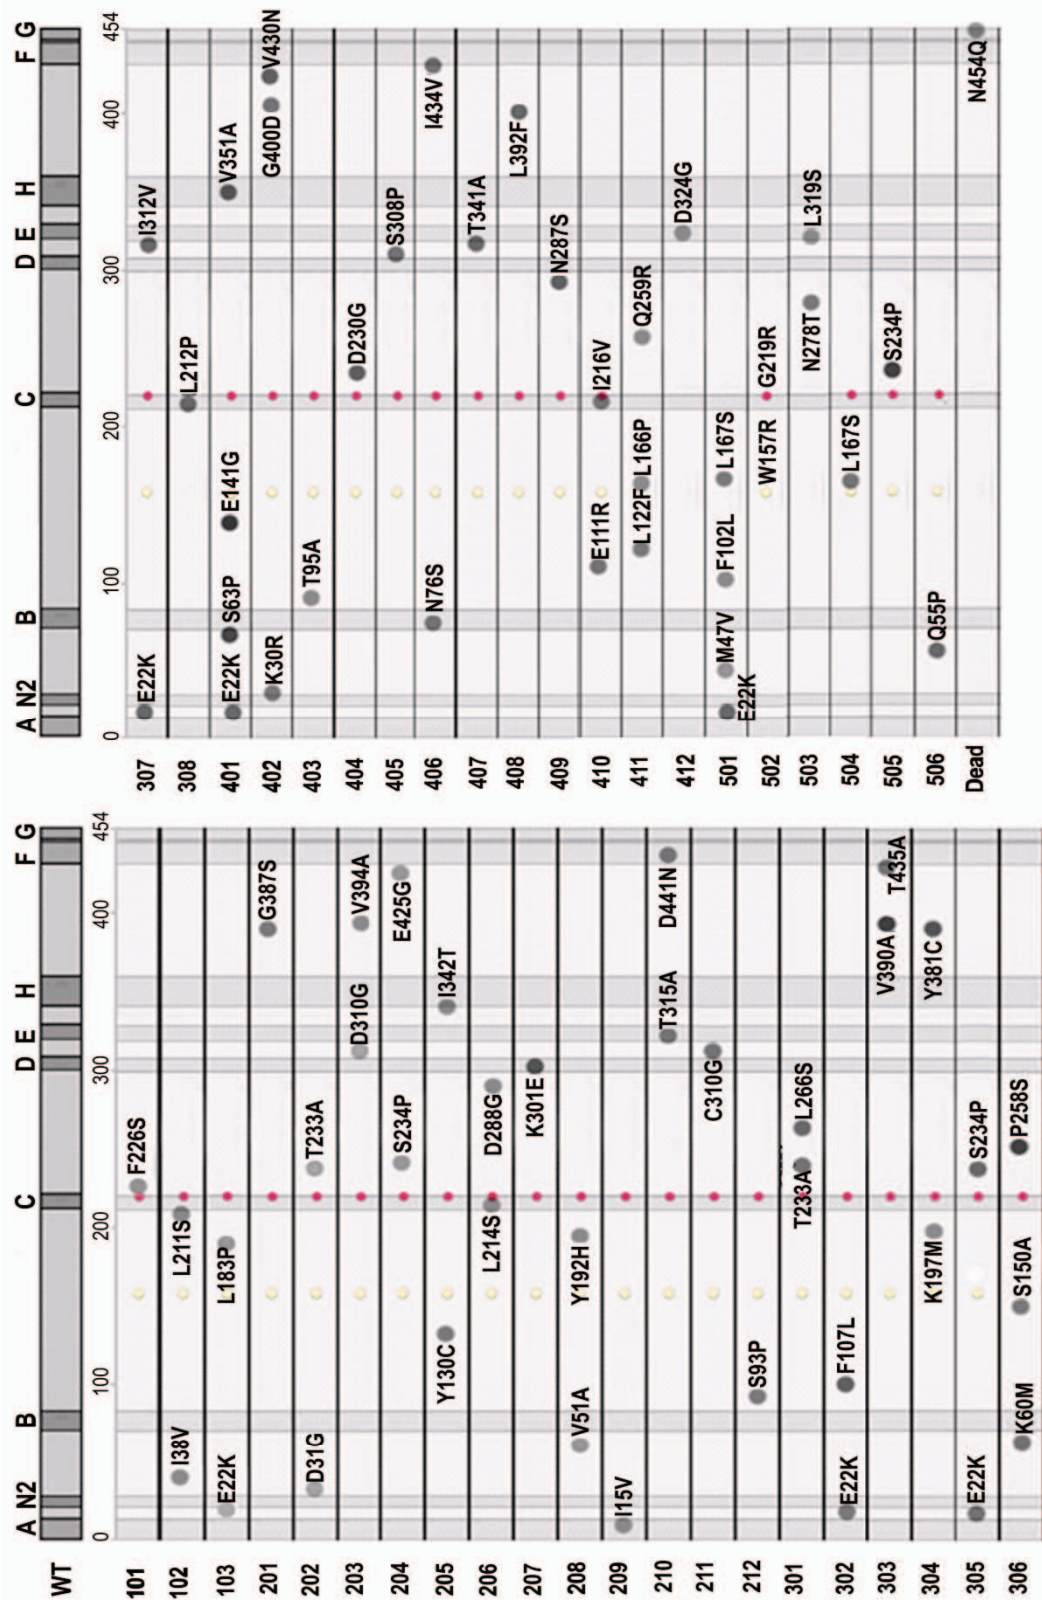 WT A N2 B C D E H F G
0 100 200 300 400 454
101 F226S
102 I38V L211S
103 E22K L183P
201 G387S
202 D31G T233A
203 D310G V394A
204 S234P E425G
205 Y130C I342T
206 L214S D288G
207 K301E
208 V51A Y192H
209 I15V
210 T315A D441N
211 C310G
212 S93P
301 T233A L266S
302 E22K F107L
303 V390A T435A
304 K197M Y381C
305 E22K S234P
306 K60M S150A P258S
A N2 B C D E H F G
0 100 200 300 400 454
307 E22K I312V
308 L212P
401 E22K S63P E141G V351A
402 K30R G400D V430N
403 T95A
404 D230G
405 S308P
406 N76S I434V
407 T341A
408 L392F
409 N287S
410 E111R I216V
411 L122F L166P Q259R
412 D324G
501 E22K M47V F102L L167S
502 W157R G219R
503 N278T L319S
504 L167S
505 S234P
506 Q55P
Dead N454Q